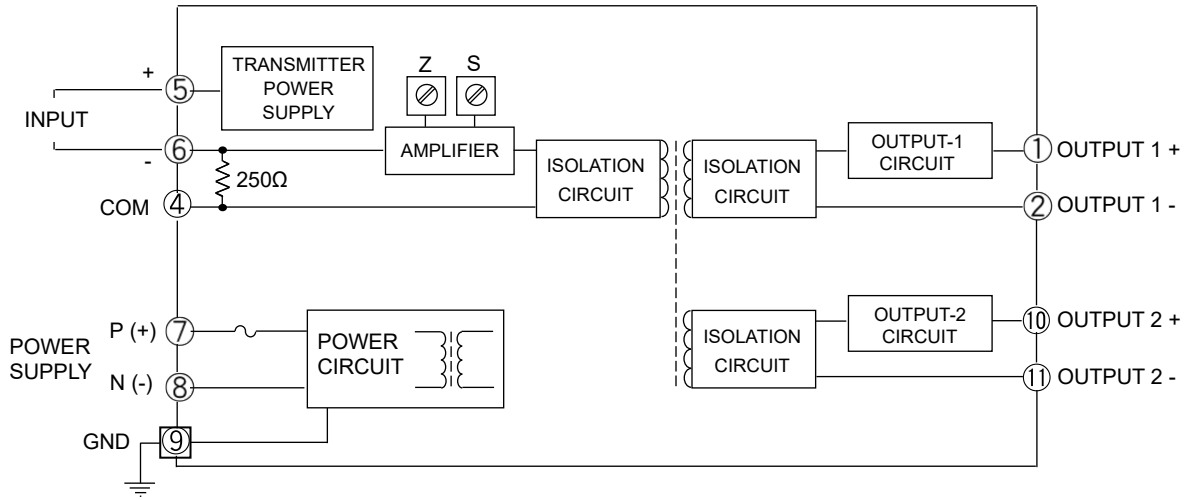 TRANSMITTER
POWER
SUPPLY
Z
S
+
5
INPUT
6
-
AMPLIFIER
250Ω
COM
4
ISOLATION
CIRCUIT
ISOLATION
CIRCUIT
OUTPUT-1
CIRCUIT
1
OUTPUT 1 +
2
OUTPUT 1 -
POWER
SUPPLY
P (+)
7
N (-)
8
GND
9
POWER
CIRCUIT
ISOLATION
CIRCUIT
OUTPUT-2
CIRCUIT
10
OUTPUT 2 +
11
OUTPUT 2 -